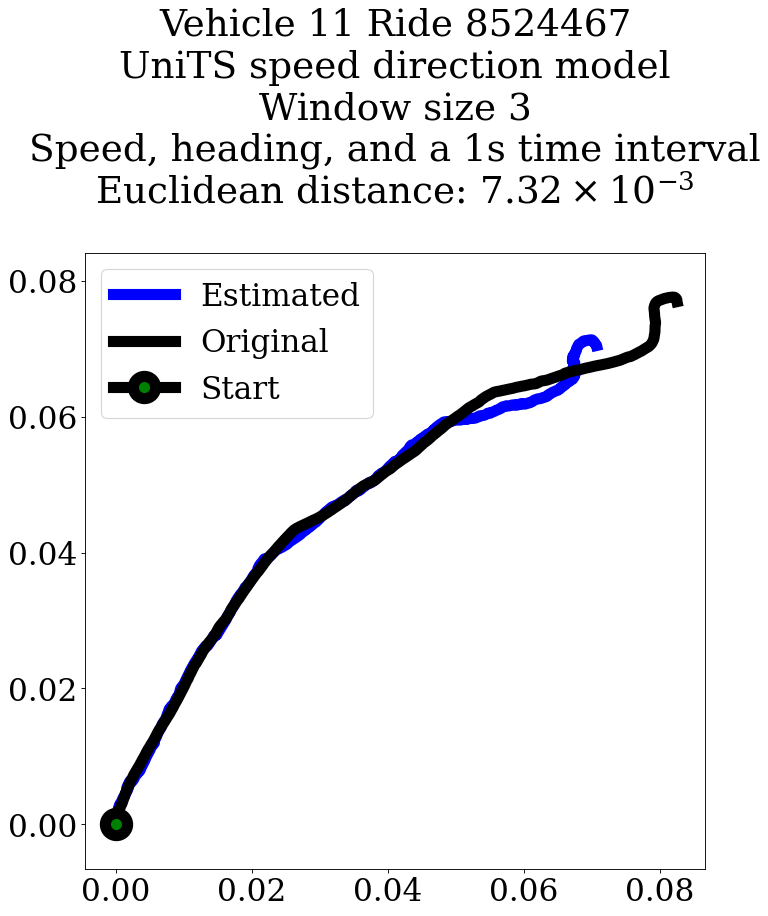 Vehicle 11 Ride 8524467
UniTS speed direction model
Window size 3
Speed, heading, and a 1s time interval
Euclidean distance: 7.32 × 10⁻³
Estimated
Original
Start
0.08
0.06
0.04
0.02
0.00
0.00 0.02 0.04 0.06 0.08